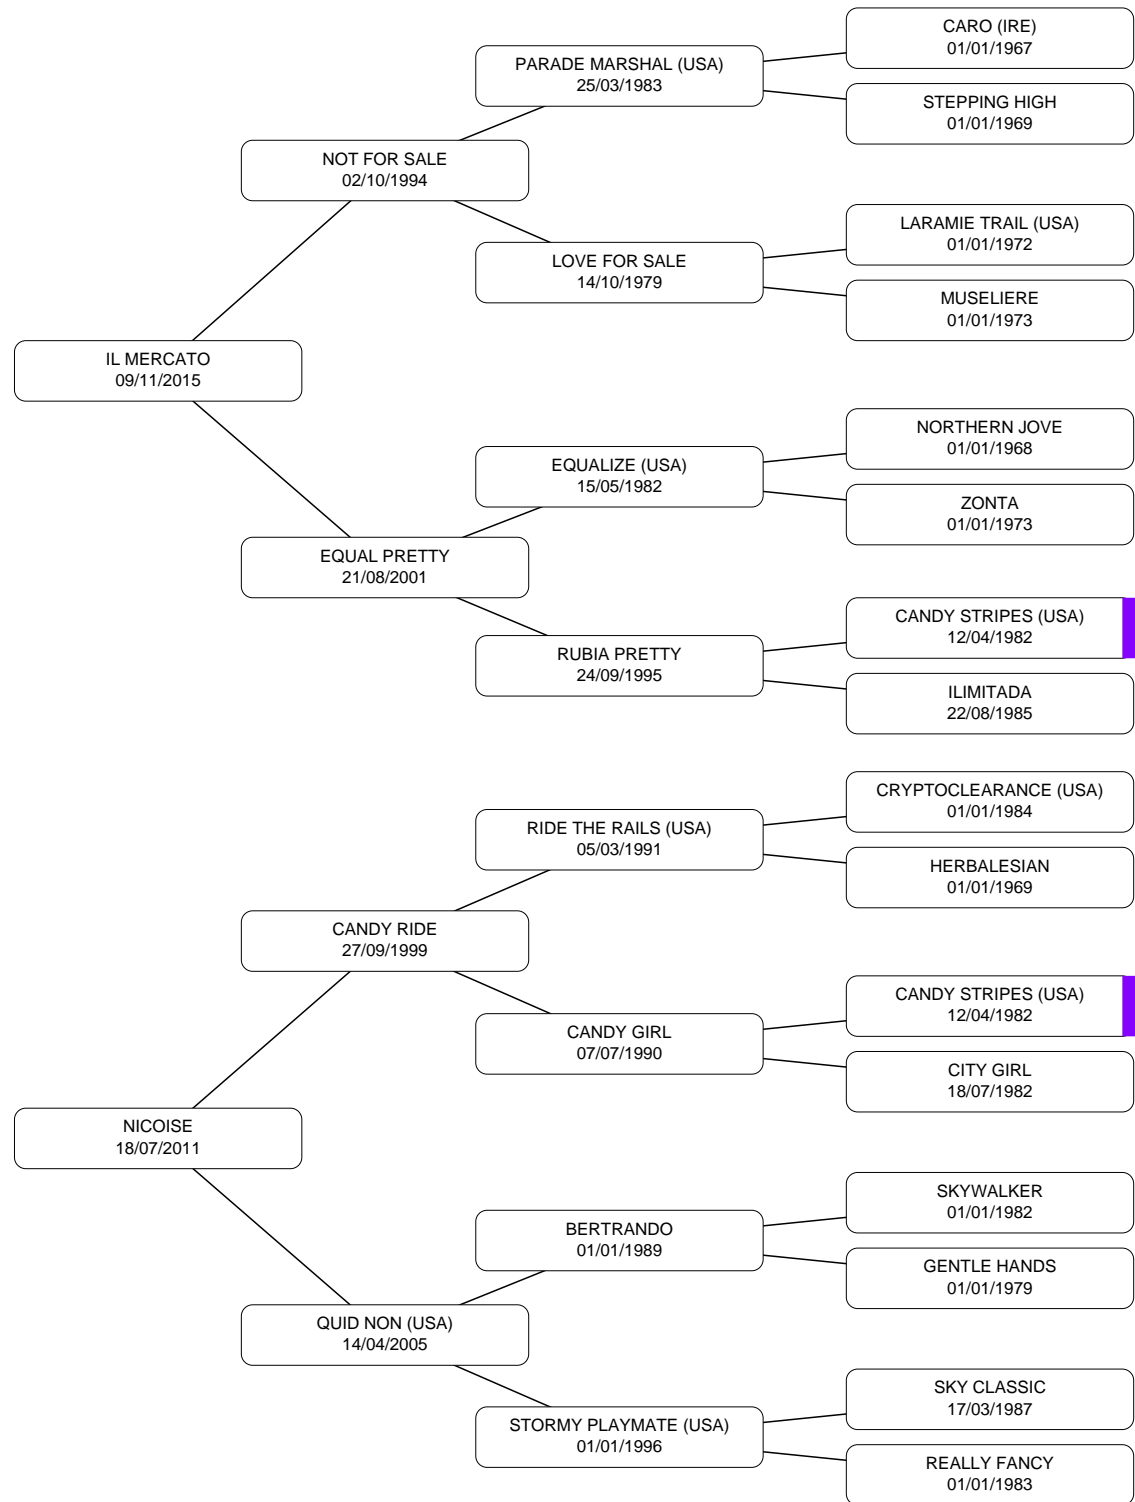 CARO (IRE)
01/01/1967
PARADE MARSHAL (USA)
25/03/1983
STEPPING HIGH
01/01/1969
NOT FOR SALE
02/10/1994
LARAMIE TRAIL (USA)
01/01/1972
LOVE FOR SALE
14/10/1979
MUSELIERE
01/01/1973
IL MERCATO
09/11/2015
NORTHERN JOVE
01/01/1968
EQUALIZE (USA)
15/05/1982
ZONTA
01/01/1973
EQUAL PRETTY
21/08/2001
CANDY STRIPES (USA)
12/04/1982
RUBIA PRETTY
24/09/1995
ILIMITADA
22/08/1985
CRYPTOCLEARANCE (USA)
01/01/1984
RIDE THE RAILS (USA)
05/03/1991
HERBALESIAN
01/01/1969
CANDY RIDE
27/09/1999
CANDY STRIPES (USA)
12/04/1982
CANDY GIRL
07/07/1990
CITY GIRL
18/07/1982
NICOISE
18/07/2011
SKYWALKER
01/01/1982
BERTRANDO
01/01/1989
GENTLE HANDS
01/01/1979
QUID NON (USA)
14/04/2005
SKY CLASSIC
17/03/1987
STORMY PLAYMATE (USA)
01/01/1996
REALLY FANCY
01/01/1983